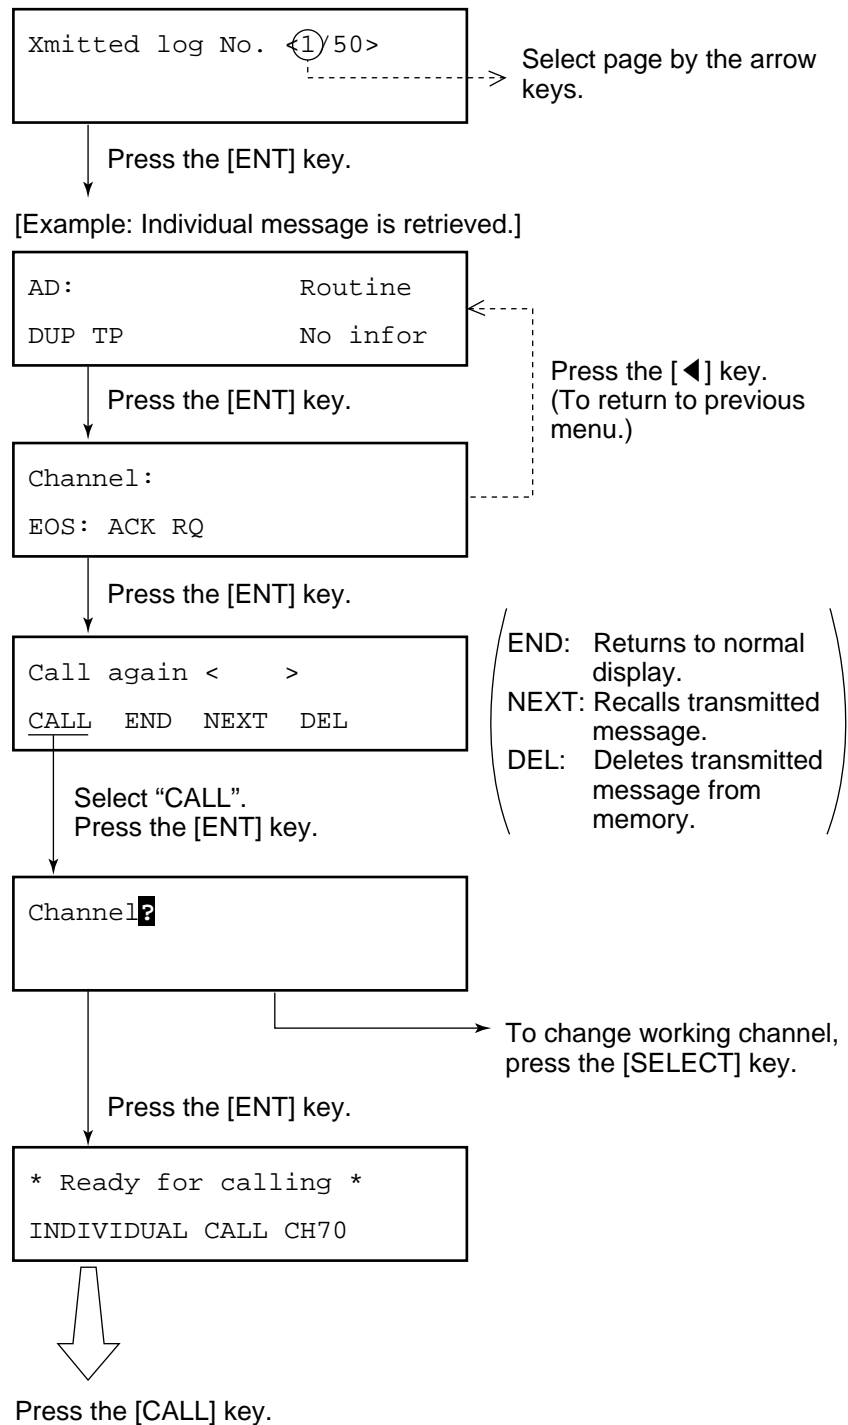 Xmitted log No. <1/50>
Select page by the arrow
keys.
Press the [ENT] key.
[Example: Individual message is retrieved.]
AD: Routine
DUP TP No infor
Press the [◀] key.
(To return to previous
menu.)
Press the [ENT] key.
Channel:
EOS: ACK RQ
Press the [ENT] key.
Call again < >
CALL END NEXT DEL
END: Returns to normal
display.
NEXT: Recalls transmitted
message.
DEL: Deletes transmitted
message from
memory.
Select “CALL”.
Press the [ENT] key.
Channel?
To change working channel,
press the [SELECT] key.
Press the [ENT] key.
* Ready for calling *
INDIVIDUAL CALL CH70
Press the [CALL] key.